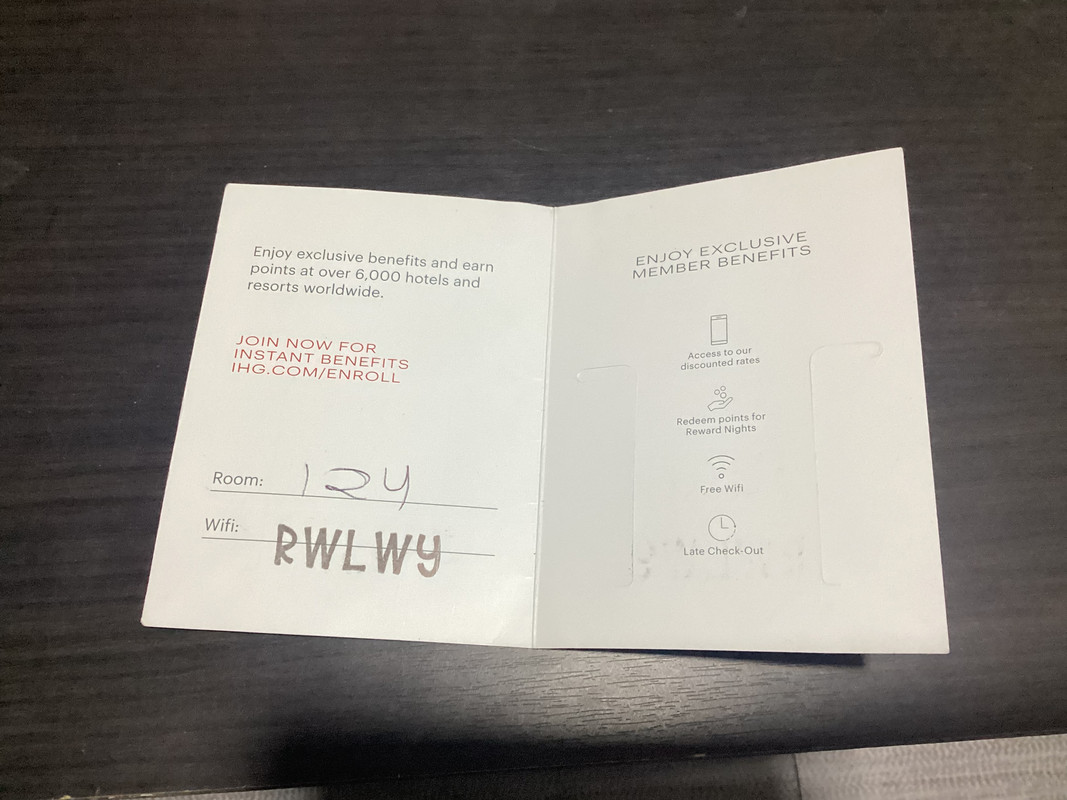 Enjoy exclusive benefits and earn
points at over 6,000 hotels and
resorts worldwide.
JOIN NOW FOR
INSTANT BENEFITS
IHG.COM/ENROLL
Room: 124
Wifi: RWLWY
ENJOY EXCLUSIVE
MEMBER BENEFITS
Access to our
discounted rates
Redeem points for
Reward Nights
Free Wifi
Late Check-Out